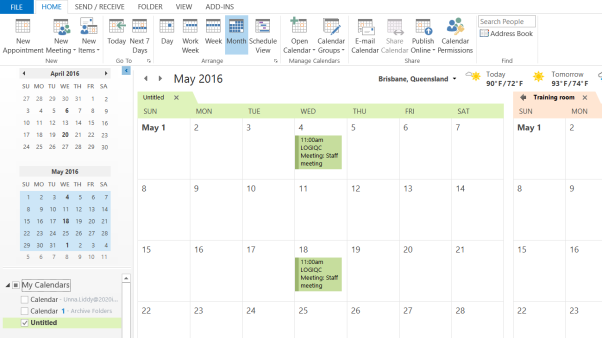 FILE HOME SEND / RECEIVE FOLDER VIEW ADD-INS
New Appointment New Meeting New Items Today Next 7 Days Day Work Week Week Month Schedule View Open Calendar Calendar Groups E-mail Calendar Share Calendar Publish Online Calendar Permissions Search People
Address Book
New Go To Arrange Manage Calendars Share Find
April 2016
SU MO TU WE TH FR SA
27 28 29 30 31 1 2
3 4 5 6 7 8 9
10 11 12 13 14 15 16
17 18 19 20 21 22 23
24 25 26 27 28 29 30
May 2016
SU MO TU WE TH FR SA
1 2 3 4 5 6 7
8 9 10 11 12 13 14
15 16 17 18 19 20 21
22 23 24 25 26 27 28
29 30 31 1 2 3 4
5 6 7 8 9 10 11
My Calendars
Calendar -
Calendar 1 - Archive Folders
Untitled
May 2016 Brisbane, Queensland
Today
90°F/72°F
Tomorrow
93°F/74°F
Untitled
SUN MON TUE WED THU FRI SAT
May 1 2 3 4 5 6 7
11:00am
LOGIQC
Meeting: Staff
meeting
8 9 10 11 12 13 14
15 16 17 18 19 20 21
11:00am
LOGIQC
Meeting: Staff
meeting
22 23 24 25 26 27 28
Training room
SUN MON
May 1 2
8 9
15 16
22 23